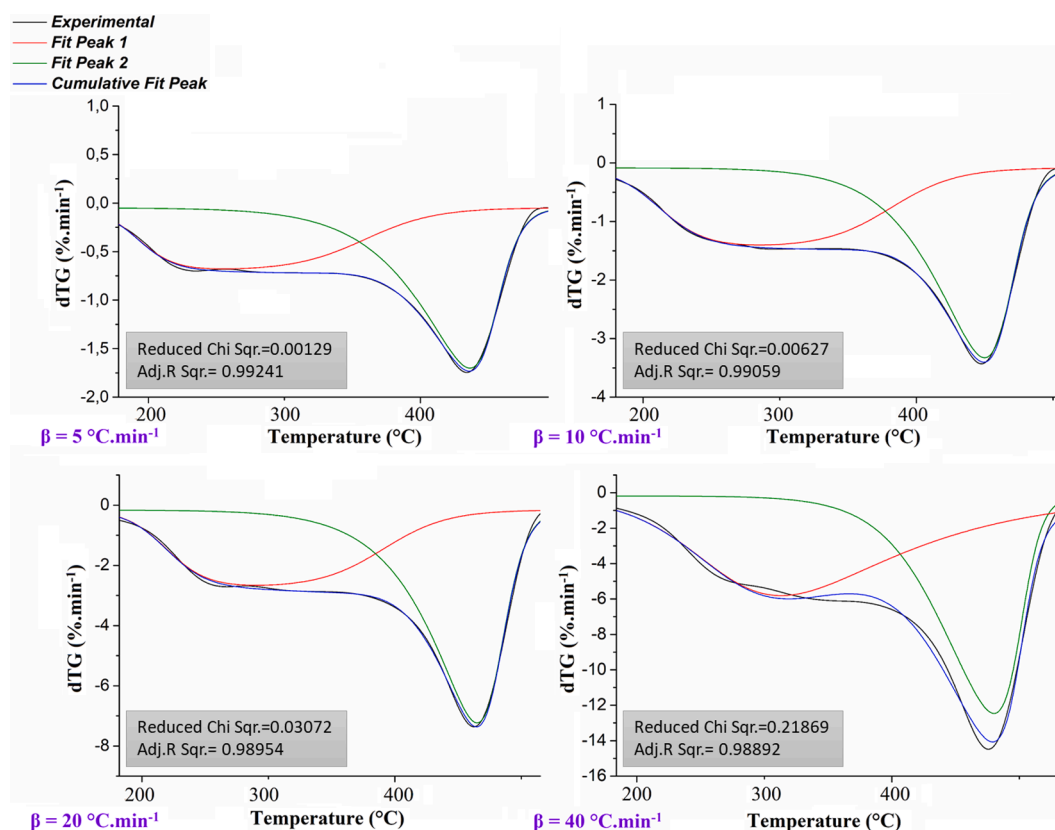 Experimental
Fit Peak 1
Fit Peak 2
Cumulative Fit Peak
1,0
0,5
0,0
-0,5
-1,0
-1,5
-2,0
dTG (%.min⁻¹)
Reduced Chi Sqr.=0.00129
Adj.R Sqr.= 0.99241
200
300
400
β = 5 °C.min⁻¹
Temperature (°C)
1
0
-1
-2
-3
-4
dTG (%.min⁻¹)
Reduced Chi Sqr.=0.00627
Adj.R Sqr.= 0.99059
200
300
400
β = 10 °C.min⁻¹
Temperature (°C)
0
-2
-4
-6
-8
dTG (%.min⁻¹)
Reduced Chi Sqr.=0.03072
Adj.R Sqr.= 0.98954
200
300
400
β = 20 °C.min⁻¹
Temperature (°C)
0
-2
-4
-6
-8
-10
-12
-14
-16
dTG (%.min⁻¹)
Reduced Chi Sqr.=0.21869
Adj.R Sqr.= 0.98892
200
300
400
β = 40 °C.min⁻¹
Temperature (°C)